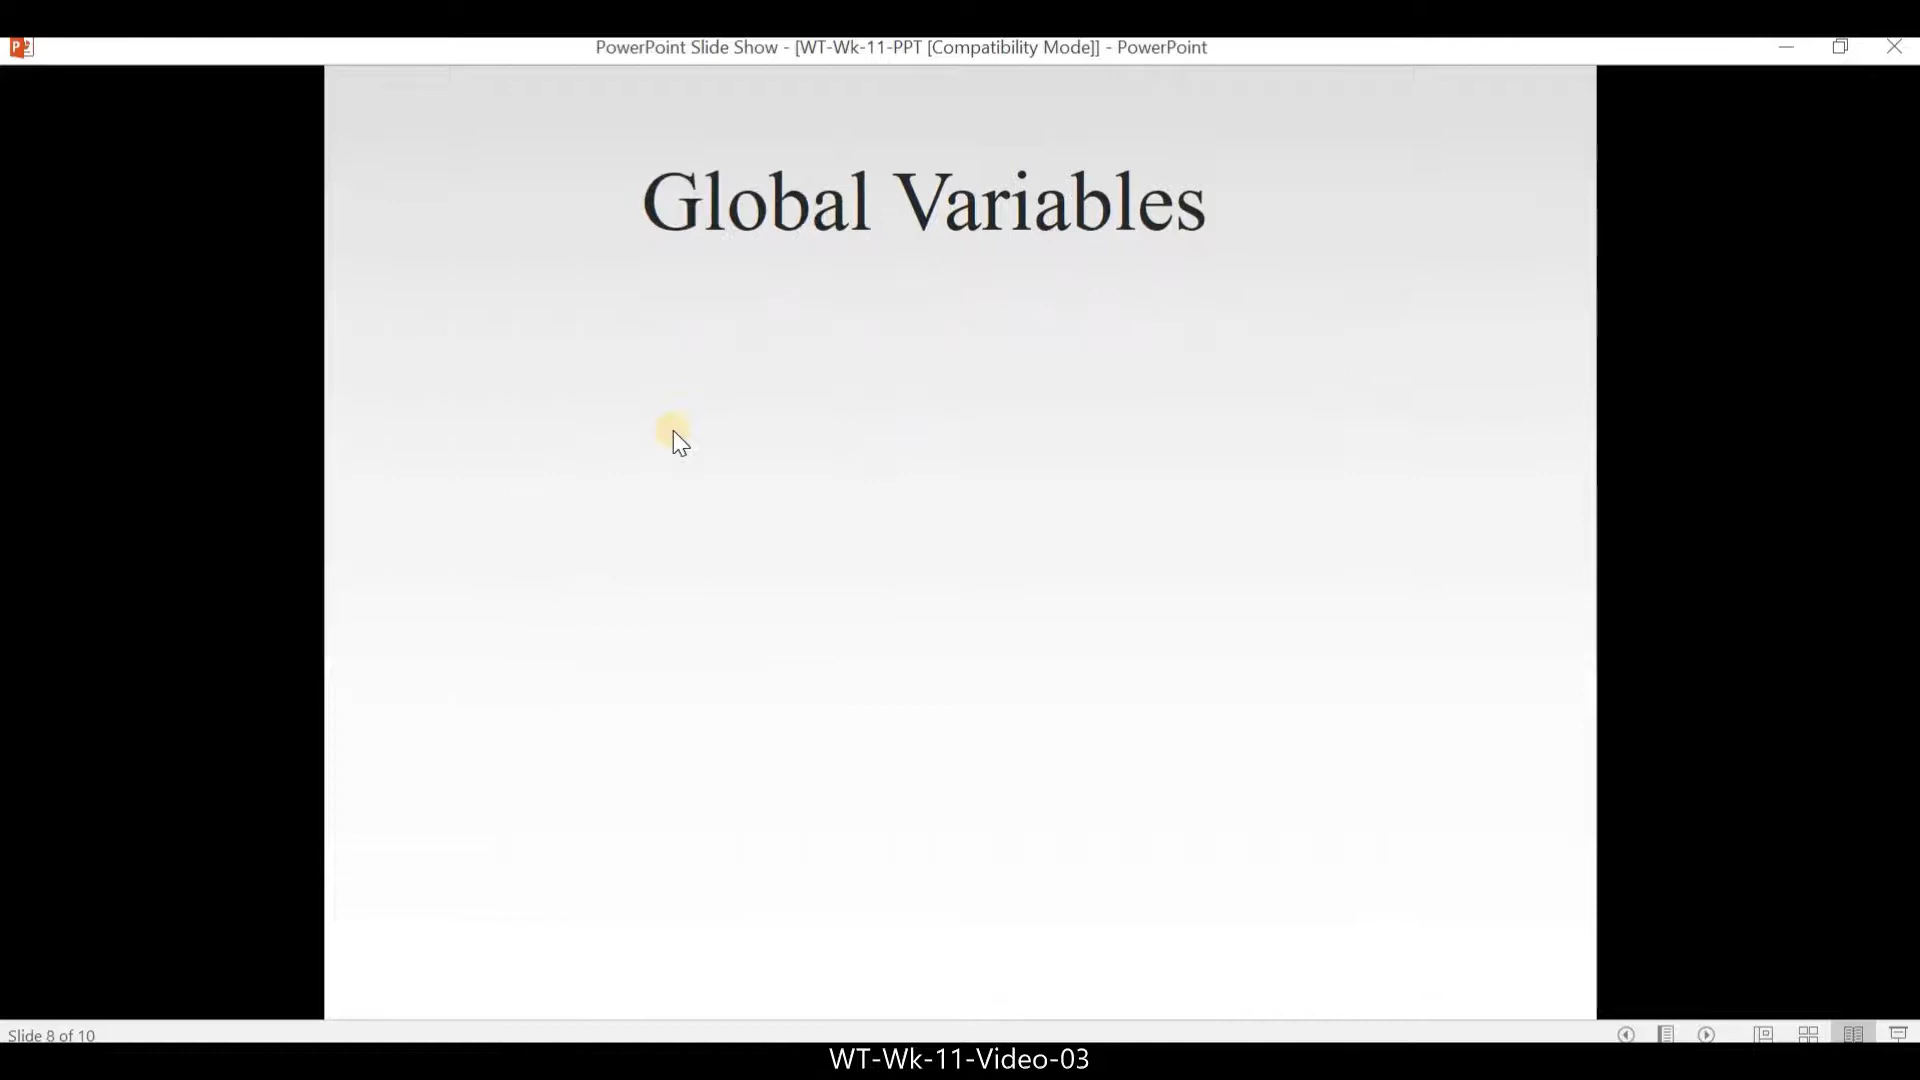 PowerPoint Slide Show - [WT-Wk-11-PPT [Compatibility Mode]] - PowerPoint
Global Variables
Slide 8 of 10
WT-Wk-11-Video-03